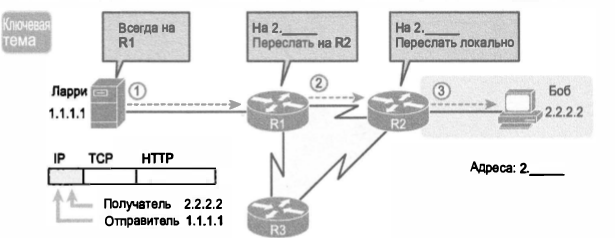 Ключевая
тема
Всегда на
R1
На 2._____
Переслать на R2
На 2._____
Переслать локально
Ларри
1.1.1.1
1
R1
2
R2
3
Боб
2.2.2.2
R3
IP TCP HTTP
Получатель 2.2.2.2
Отправитель 1.1.1.1
Адреса: 2._____